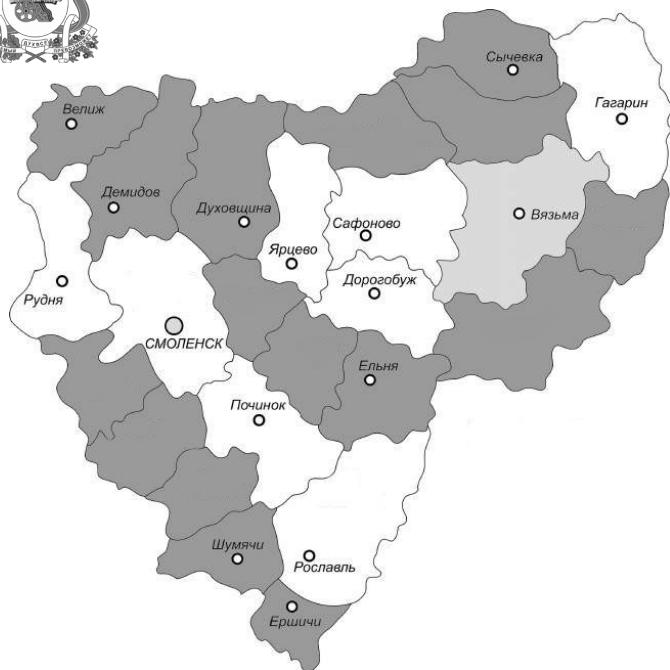 Сычевка
Гагарин
Велиж
Демидов
Духовщина
Сафоново
Вязьма
Ярцево
Дорогобуж
Рудня
СМОЛЕНСК
Ельня
Починок
Шумячи
Рославль
Ершичи